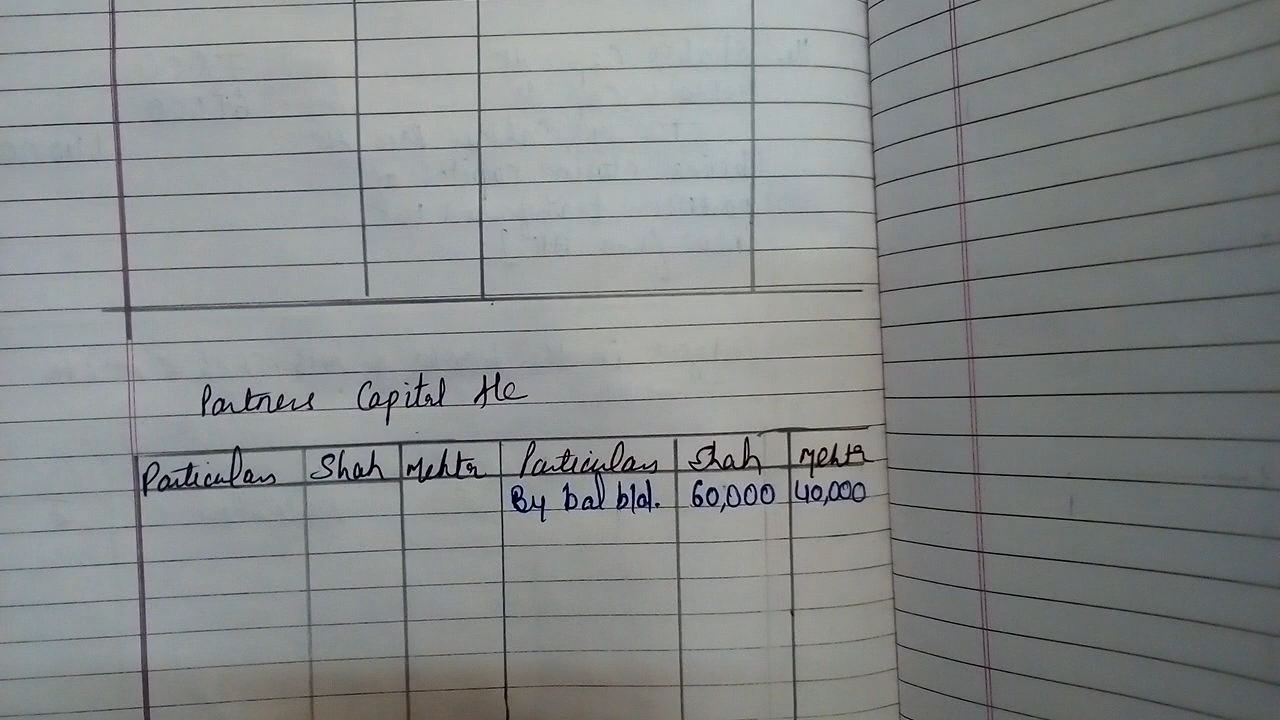 Partners Capital A/c
Particulars Shah Mehta Particulars Shah Mehta
By bal b/d. 60,000 40,000